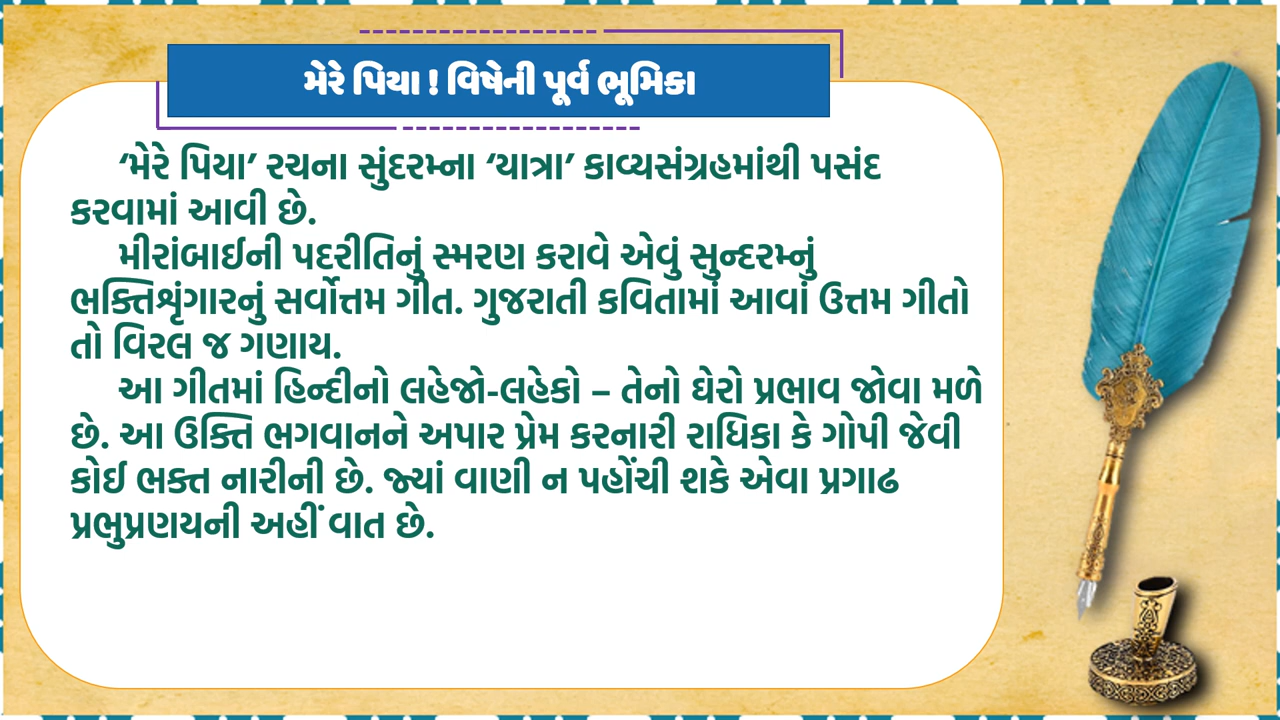 મેરે પિયા ! વિષેની પૂર્વ ભૂમિકા
‘મેરે પિયા’ રચના સુંદરમ્ના ‘યાત્રા’ કાવ્યસંગ્રહમાંથી પસંદ
કરવામાં આવી છે.
મીરાંબાઈની પદરીતિનું સ્મરણ કરાવે એવું સુન્દરમ્નું
ભક્તિશૃંગારનું સર્વોત્તમ ગીત. ગુજરાતી કવિતામાં આવાં ઉત્તમ ગીતો
તો વિરલ જ ગણાય.
આ ગીતમાં હિન્દીનો લહેજો-લહેકો – તેનો ઘેરો પ્રભાવ જોવા મળે
છે. આ ઉક્તિ ભગવાનને અપાર પ્રેમ કરનારી રાધિકા કે ગોપી જેવી
કોઈ ભક્ત નારીની છે. જ્યાં વાણી ન પહોંચી શકે એવા પ્રગાઢ
પ્રભુપ્રણયની અહીં વાત છે.